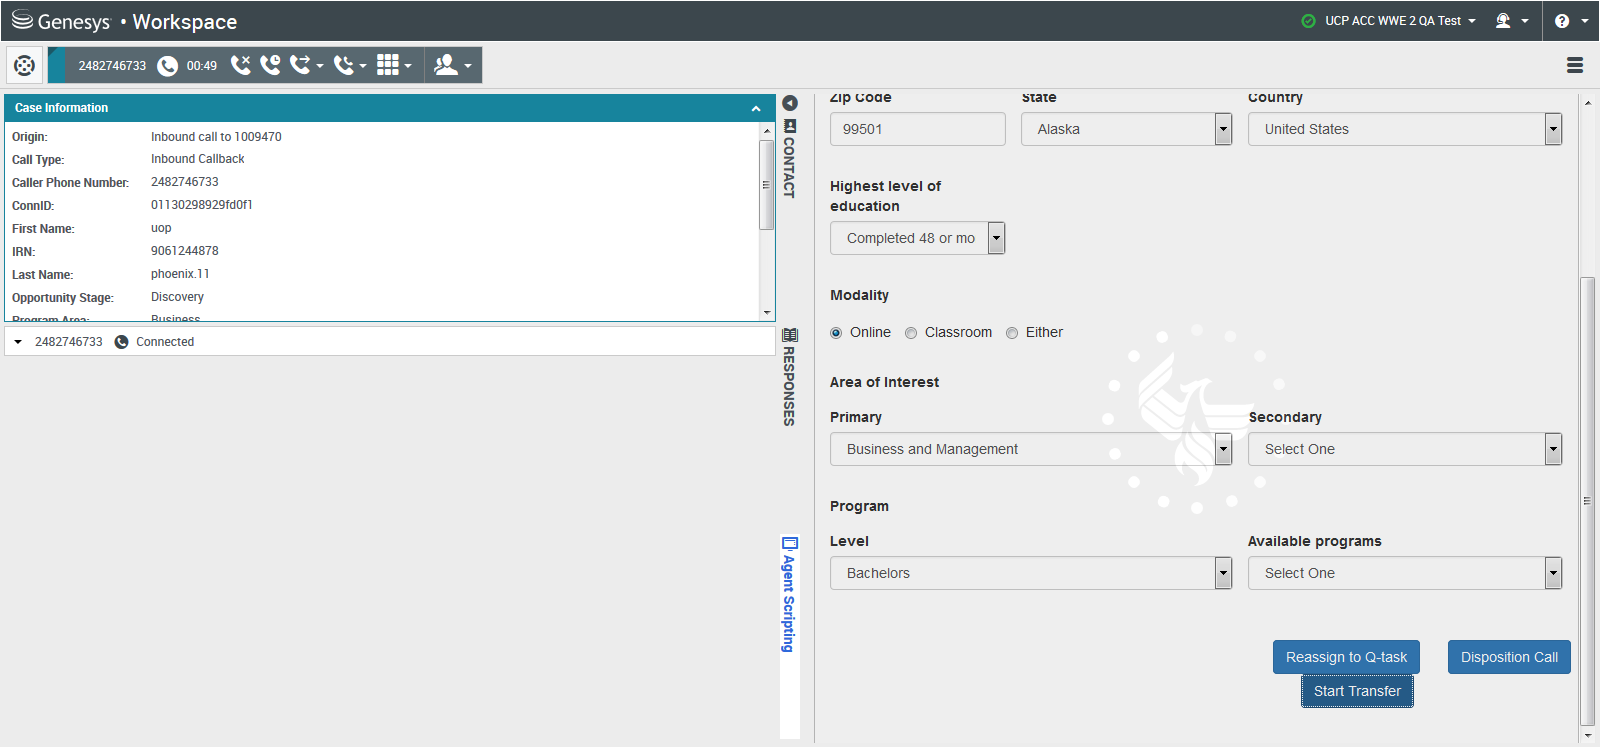 Genesys • Workspace
UCP ACC WWE 2 QA Test
2482746733 00:49
Case Information
Origin: Inbound call to 1009470
Call Type: Inbound Callback
Caller Phone Number: 2482746733
ConnID: 01130298929fd0f1
First Name: uop
IRN: 9061244878
Last Name: phoenix.11
Opportunity Stage: Discovery
Program Area: Business
2482746733 Connected
CONTACT
RESPONSES
Agent Scripting
Zip Code State Country
99501 Alaska United States
Highest level of
education
Completed 48 or mo
Modality
Online Classroom Either
Area of Interest
Primary Secondary
Business and Management Select One
Program
Level Available programs
Bachelors Select One
Reassign to Q-task Disposition Call
Start Transfer